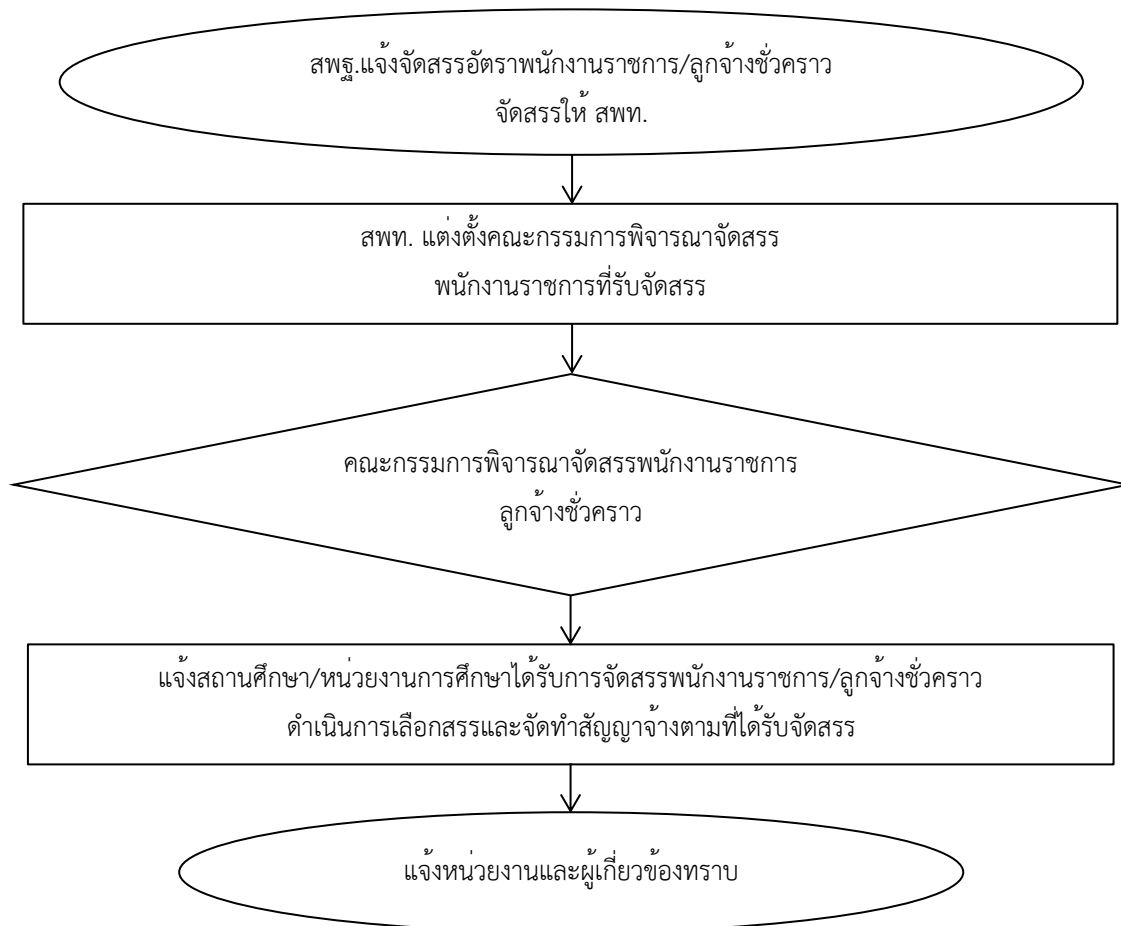 สพฐ.แจ้งจัดสรรอัตราพนักงานราชการ/ลูกจ้างชั่วคราว
จัดสรรให้ สพท.
สพท. แต่งตั้งคณะกรรมการพิจารณาจัดสรร
พนักงานราชการที่รับจัดสรร
คณะกรรมการพิจารณาจัดสรรพนักงานราชการ
ลูกจ้างชั่วคราว
แจ้งสถานศึกษา/หน่วยงานการศึกษาได้รับการจัดสรรพนักงานราชการ/ลูกจ้างชั่วคราว
ดำเนินการเลือกสรรและจัดทำสัญญาจ้างตามที่ได้รับจัดสรร
แจ้งหน่วยงานและผู้เกี่ยวข้องทราบ